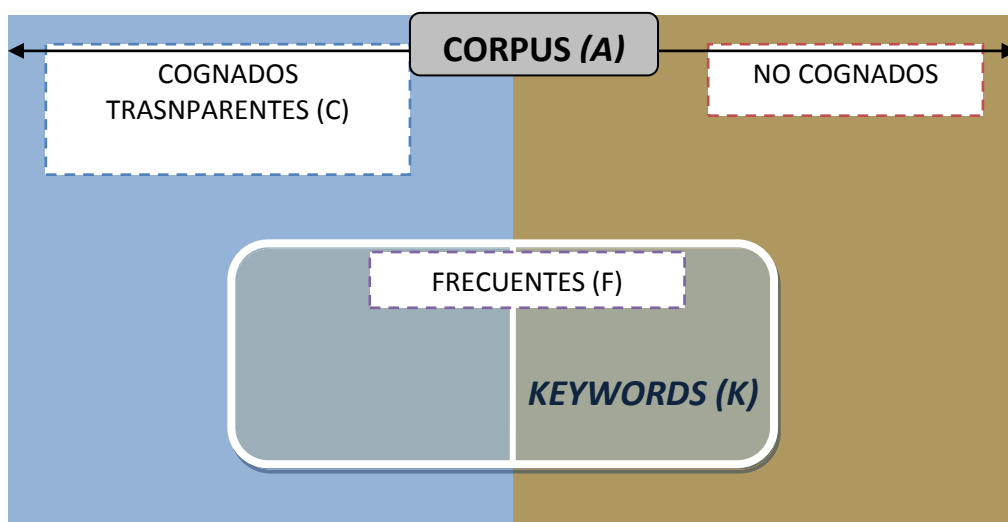 CORPUS (A)
COGNADOS
TRASNPARENTES (C)
NO COGNADOS
FRECUENTES (F)
KEYWORDS (K)